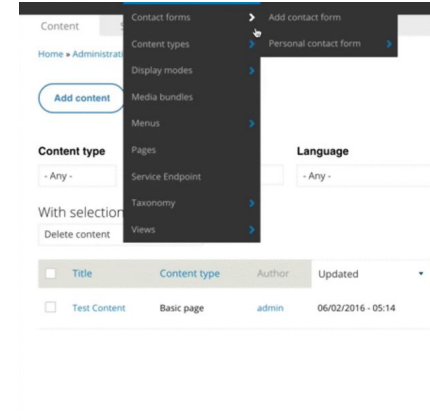 Contact forms
Add contact form
Content
Content types
Personal contact form
Home » Administrati
Display modes
Add content
Media bundles
Menus
Content type
Pages
Language
- Any -
Service Endpoint
- Any -
Taxonomy
With selection
Delete content
Views
Title Content type Author Updated
Test Content Basic page admin 06/02/2016 - 05:14